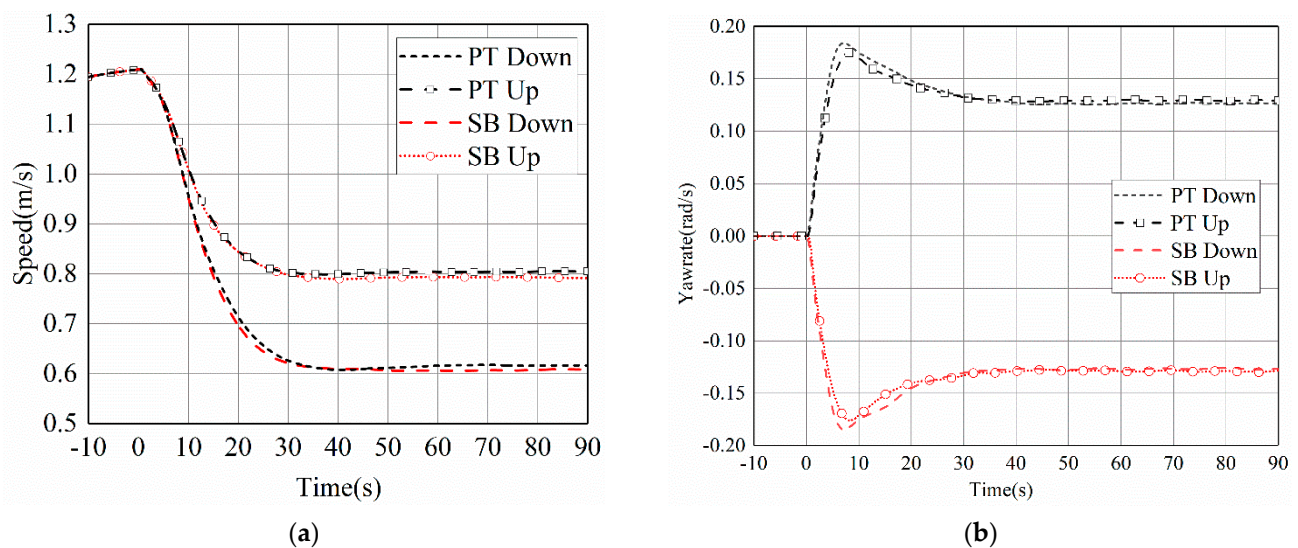 1.3
1.2
1.1
1.0
0.9
0.8
0.7
0.6
0.5
Speed(m/s)
PT Down
PT Up
SB Down
SB Up
-10 0 10 20 30 40 50 60 70 80 90
Time(s)
(a)
0.20
0.15
0.10
0.05
0.00
-0.05
-0.10
-0.15
-0.20
Yawrate(rad/s)
PT Down
PT Up
SB Down
SB Up
-10 0 10 20 30 40 50 60 70 80 90
Time(s)
(b)